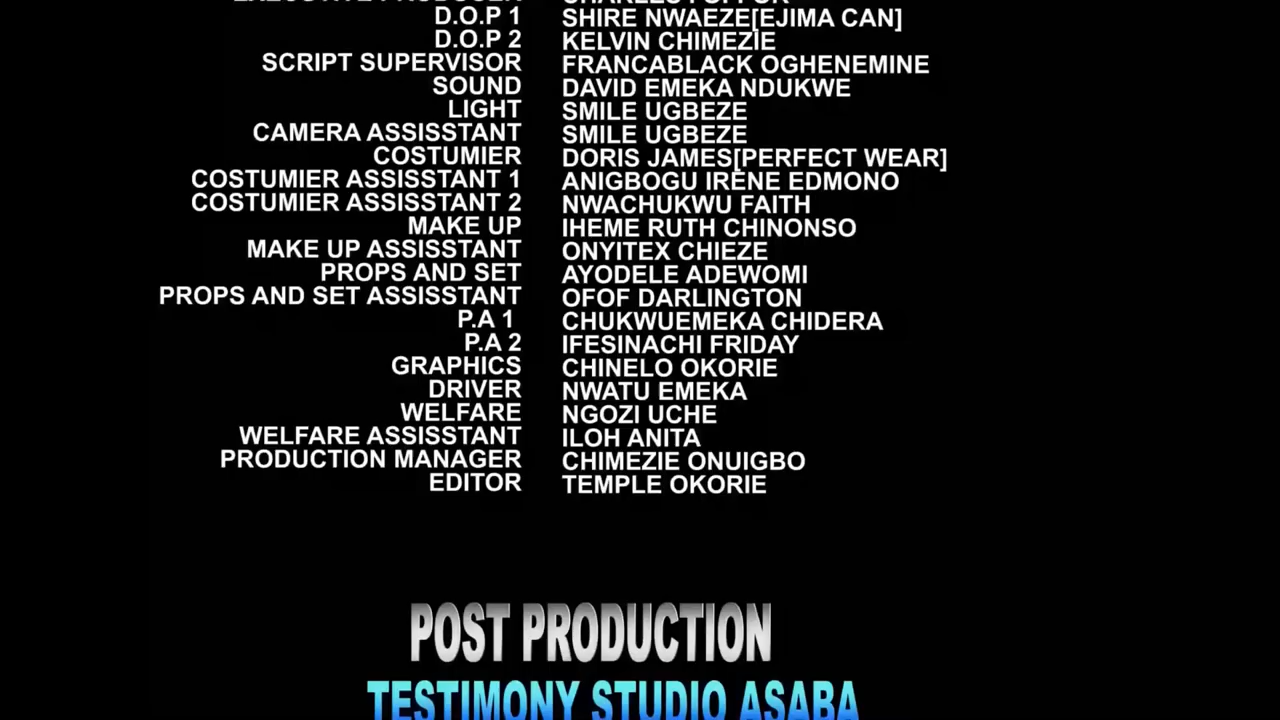 D.O.P 1 SHIRE NWAEZE[EJIMA CAN]
D.O.P 2 KELVIN CHIMEZIE
SCRIPT SUPERVISOR FRANCABLACK OGHENEMINE
SOUND DAVID EMEKA NDUKWE
LIGHT SMILE UGBEZE
CAMERA ASSISSTANT SMILE UGBEZE
COSTUMIER DORIS JAMES[PERFECT WEAR]
COSTUMIER ASSISSTANT 1 ANIGBOGU IRENE EDMONO
COSTUMIER ASSISSTANT 2 NWACHUKWU FAITH
MAKE UP IHEME RUTH CHINONSO
MAKE UP ASSISSTANT ONYITEX CHIEZE
PROPS AND SET AYODELE ADEWOMI
PROPS AND SET ASSISSTANT OFOF DARLINGTON
P.A 1 CHUKWUEMEKA CHIDERA
P.A 2 IFESINACHI FRIDAY
GRAPHICS CHINELO OKORIE
DRIVER NWATU EMEKA
WELFARE NGOZI UCHE
WELFARE ASSISSTANT ILOH ANITA
PRODUCTION MANAGER CHIMEZIE ONUIGBO
EDITOR TEMPLE OKORIE
POST PRODUCTION
TESTIMONY STUDIO ASABA